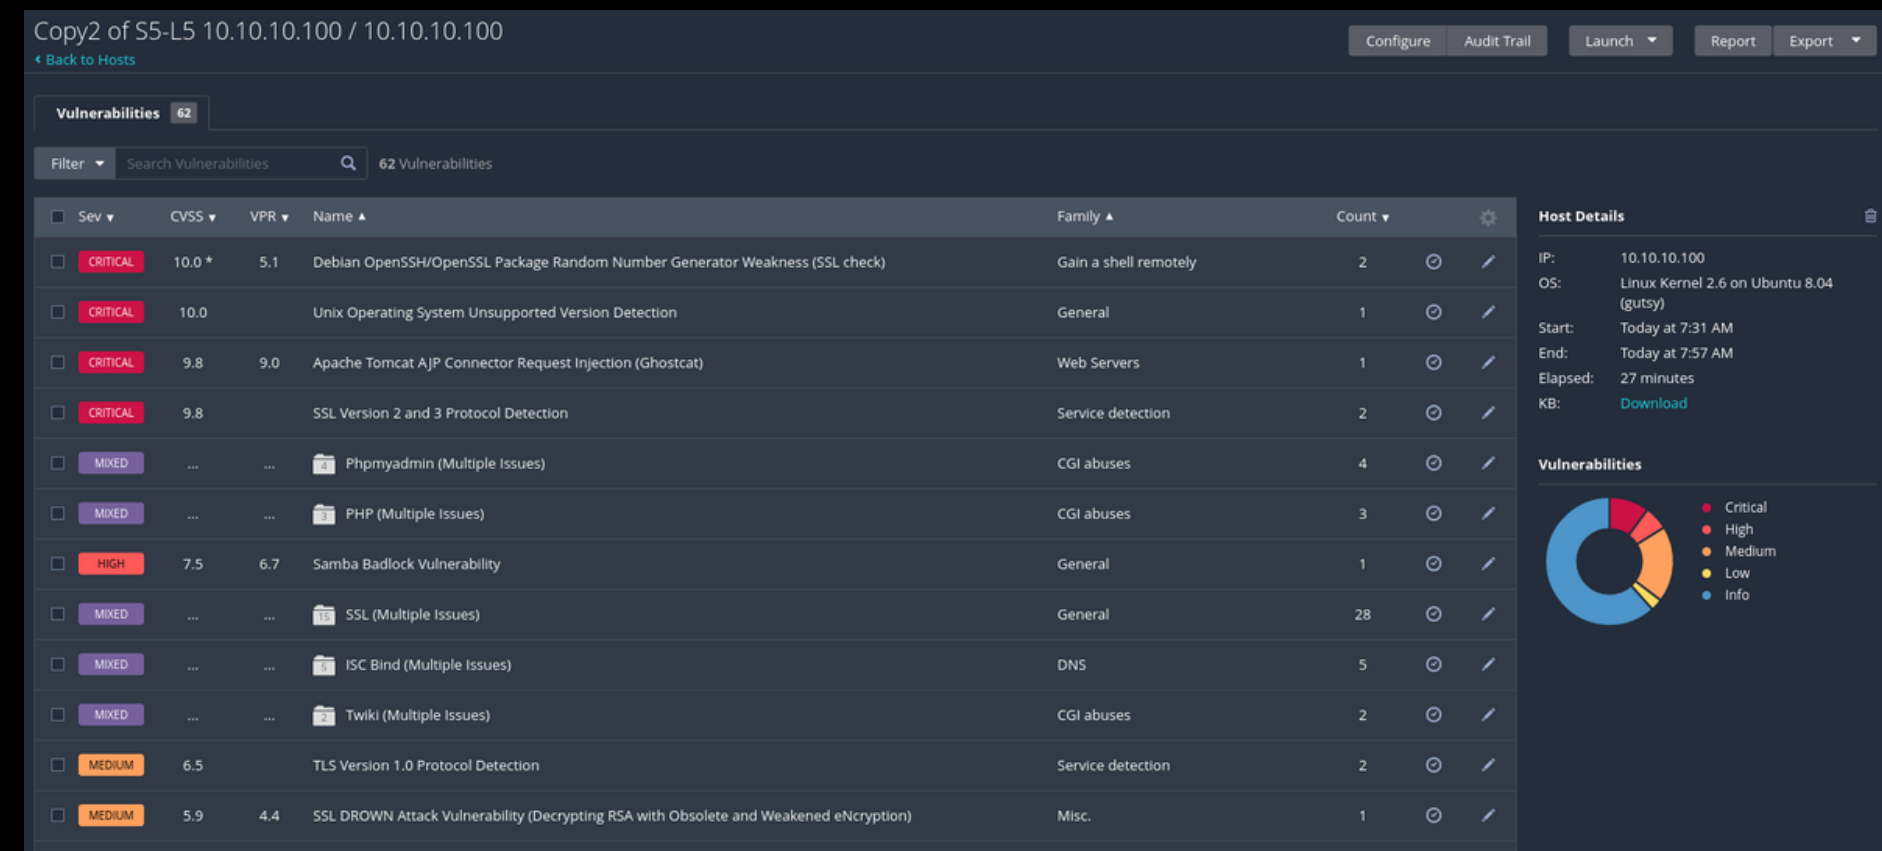 Copy2 of S5-L5 10.10.10.100 / 10.10.10.100
Configure Audit Trail Launch Report Export
Back to Hosts
Vulnerabilities 62
Filter Search Vulnerabilities 62 Vulnerabilities
Sev CVSS VPR Name Family Count
CRITICAL 10.0 * 5.1 Debian OpenSSH/OpenSSL Package Random Number Generator Weakness (SSL check) Gain a shell remotely 2
CRITICAL 10.0 Unix Operating System Unsupported Version Detection General 1
CRITICAL 9.8 9.0 Apache Tomcat AJP Connector Request Injection (Ghostcat) Web Servers 1
CRITICAL 9.8 SSL Version 2 and 3 Protocol Detection Service detection 2
MIXED ... ... 4 Phpmyadmin (Multiple Issues) CGI abuses 4
MIXED ... ... 3 PHP (Multiple Issues) CGI abuses 3
HIGH 7.5 6.7 Samba Badlock Vulnerability General 1
MIXED ... ... 15 SSL (Multiple Issues) General 28
MIXED ... ... 5 ISC Bind (Multiple Issues) DNS 5
MIXED ... ... 2 Twiki (Multiple Issues) CGI abuses 2
MEDIUM 6.5 TLS Version 1.0 Protocol Detection Service detection 2
MEDIUM 5.9 4.4 SSL DROWN Attack Vulnerability (Decrypting RSA with Obsolete and Weakened eNcryption) Misc. 1
Host Details
IP: 10.10.10.100
OS: Linux Kernel 2.6 on Ubuntu 8.04
(gutsy)
Start: Today at 7:31 AM
End: Today at 7:57 AM
Elapsed: 27 minutes
KB: Download
Vulnerabilities
Critical
High
Medium
Low
Info